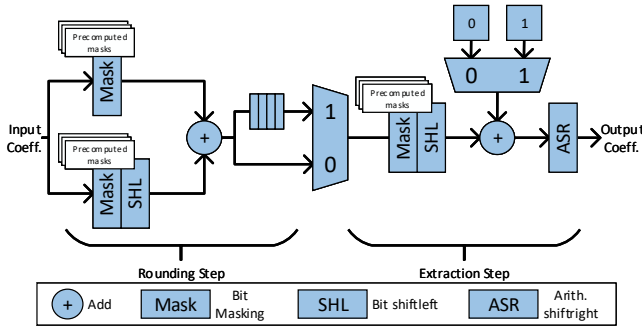 0
1
Precomputed
masks
Mask
0
1
Precomputed
masks
1
Input
Coeff.
Precomputed
masks
+
Mask
SHL
+
ASR
Output
Coeff.
Mask
SHL
0
Rounding Step
Extraction Step
+
Add
Mask
Bit
Masking
SHL
Bit shiftleft
ASR
Arith.
shiftright